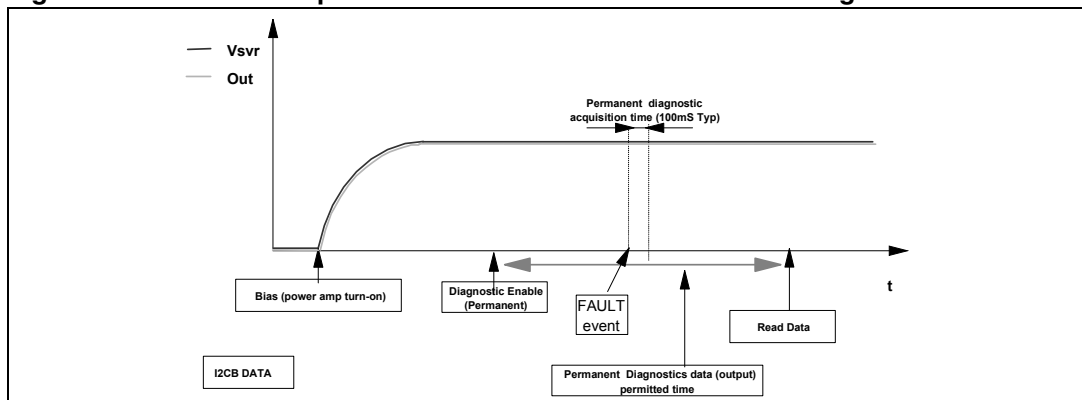 Vsvr
Out
Permanent diagnostic
acquisition time (100mS Typ)
Bias (power amp turn-on)
Diagnostic Enable
(Permanent)
FAULT
event
t
Read Data
I2CB DATA
Permanent Diagnostics data (output)
permitted time